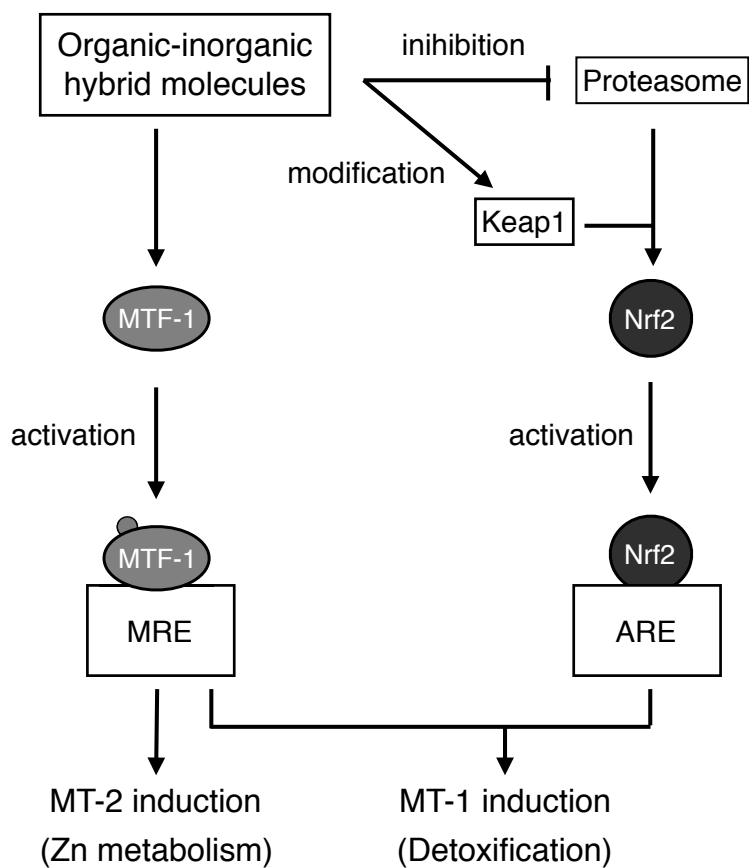 Organic-inorganic
hybrid molecules
inihibition
Proteasome
modification
Keap1
MTF-1
Nrf2
activation
activation
MTF-1
Nrf2
MRE
ARE
MT-2 induction
(Zn metabolism)
MT-1 induction
(Detoxification)